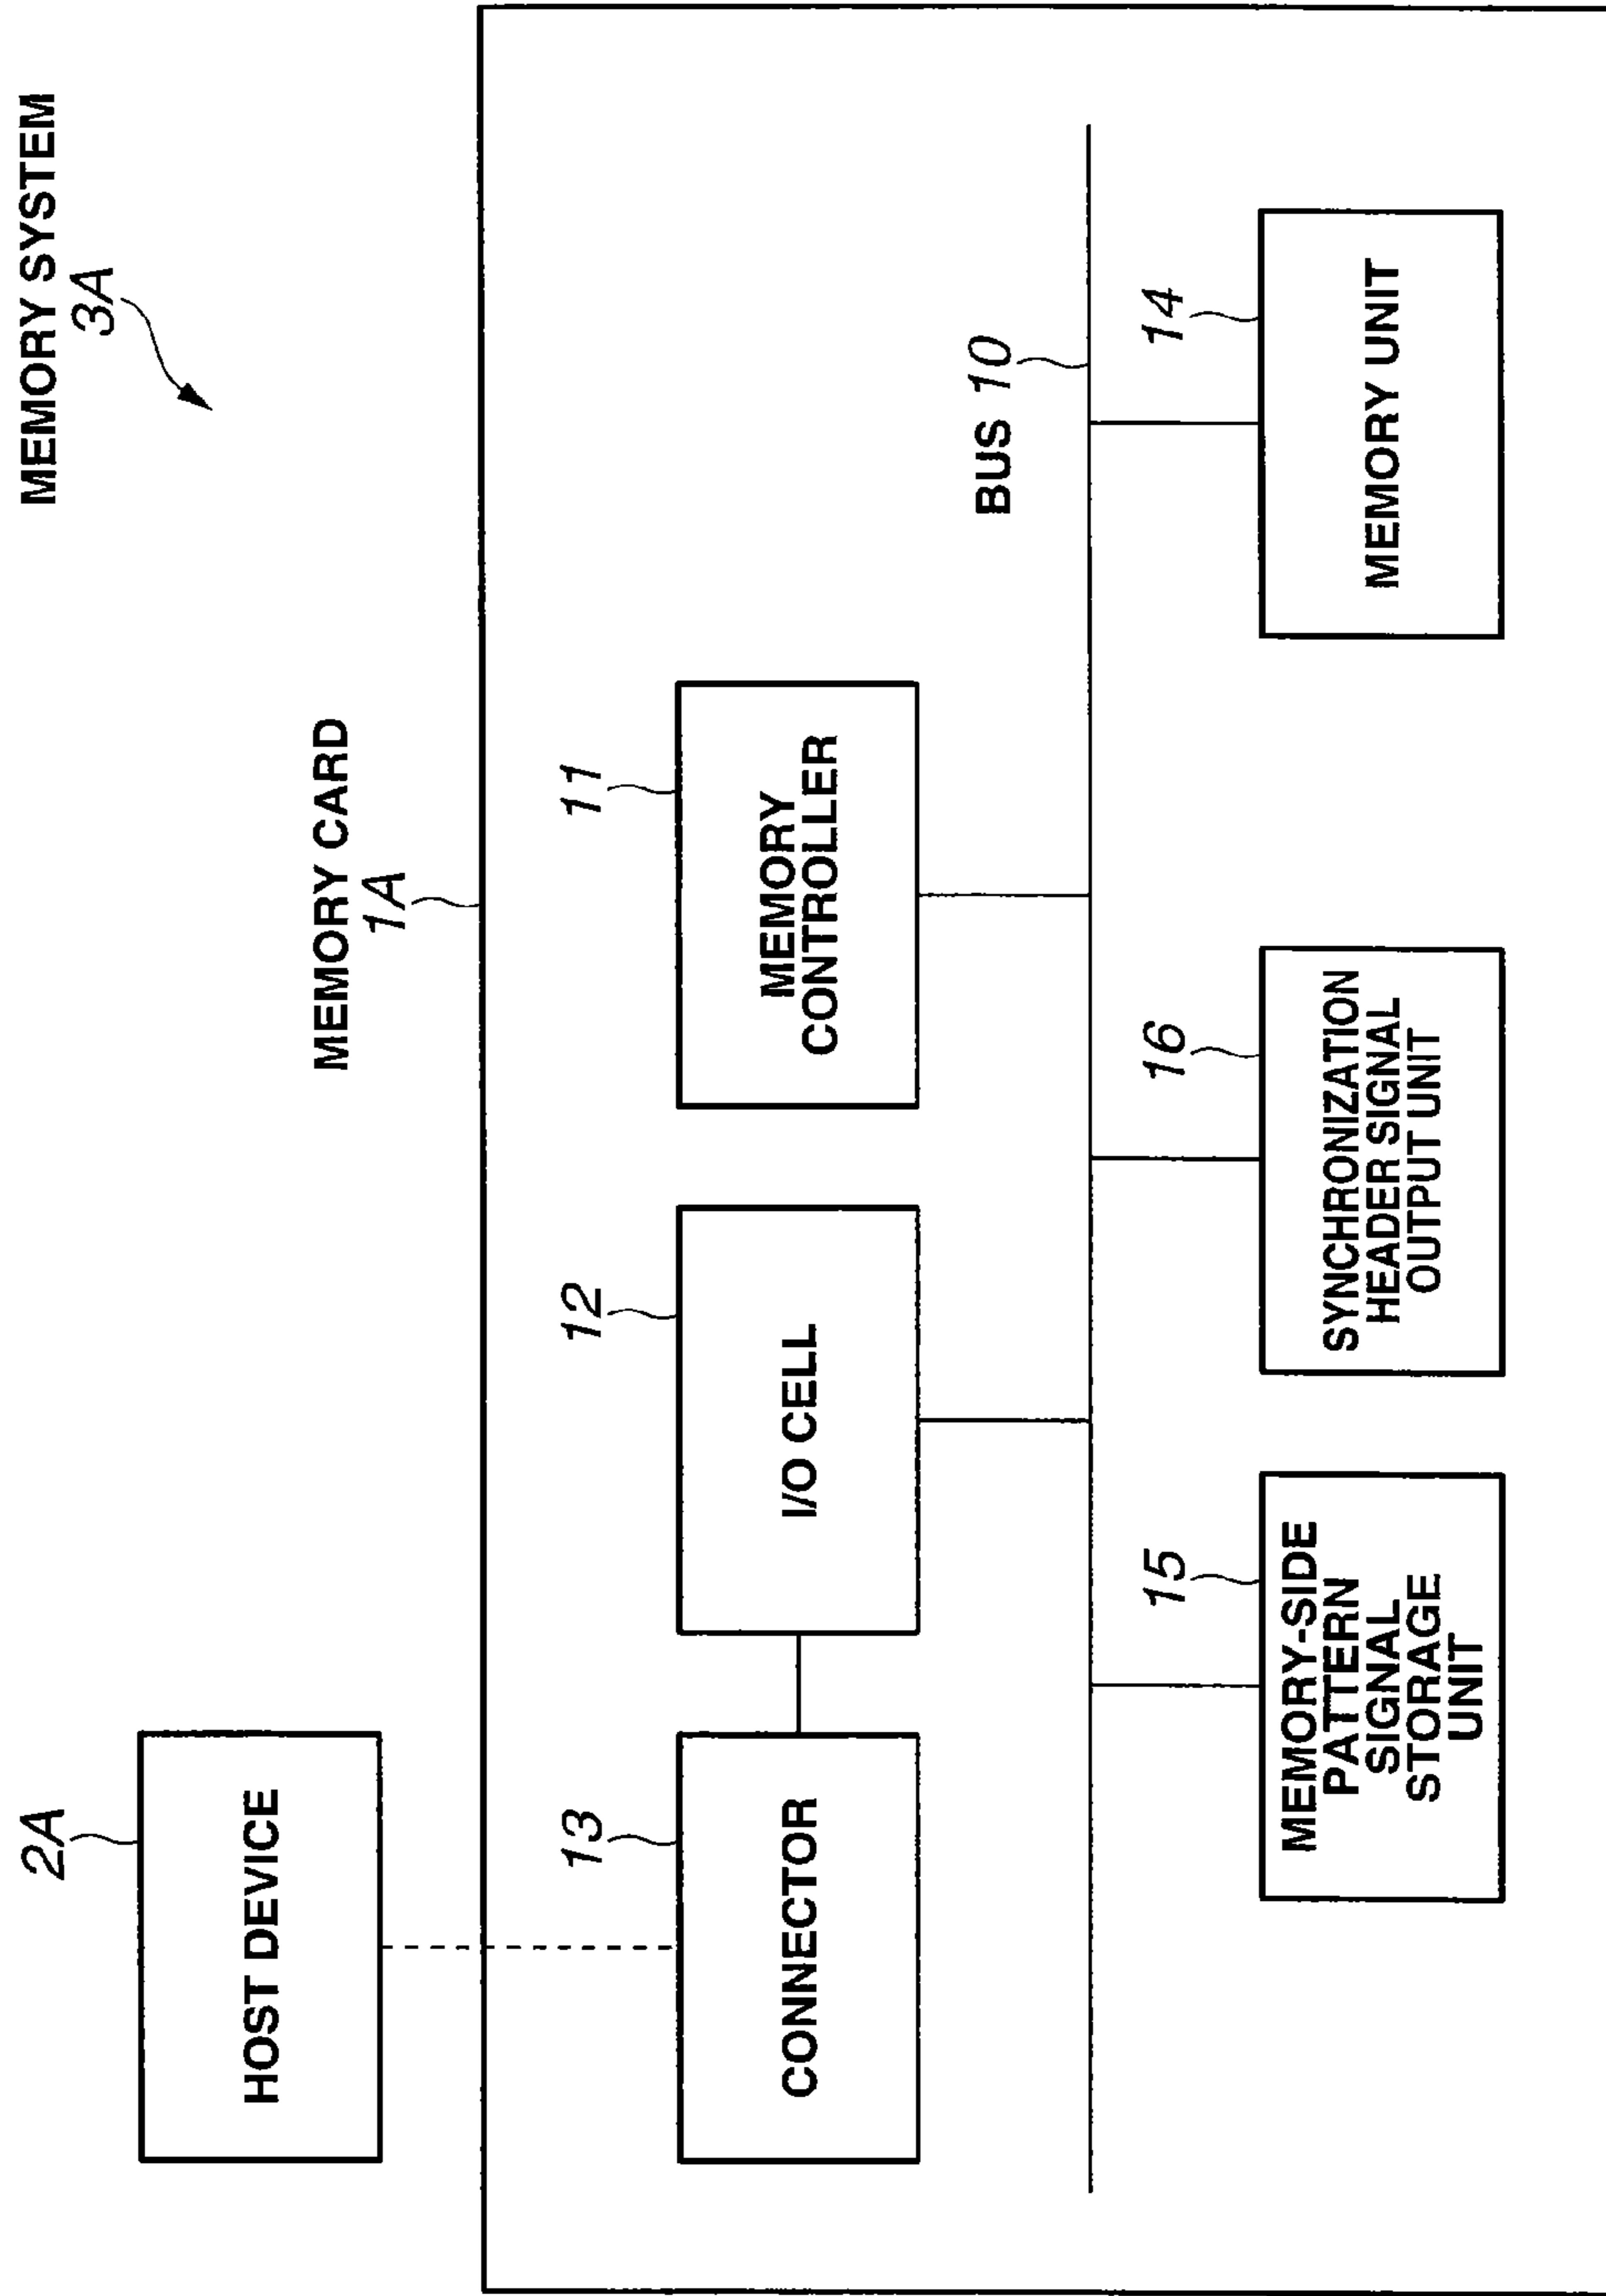 MEMORY SYSTEM
3A
2A
HOST DEVICE
MEMORY CARD
1A
13
CONNECTOR
12
I/O CELL
11
MEMORY
CONTROLLER
BUS 10
15
MEMORY-SIDE
PATTERN
SIGNAL
STORAGE
UNIT
16
SYNCHRONIZATION
HEADER SIGNAL
OUTPUT UNIT
14
MEMORY UNIT